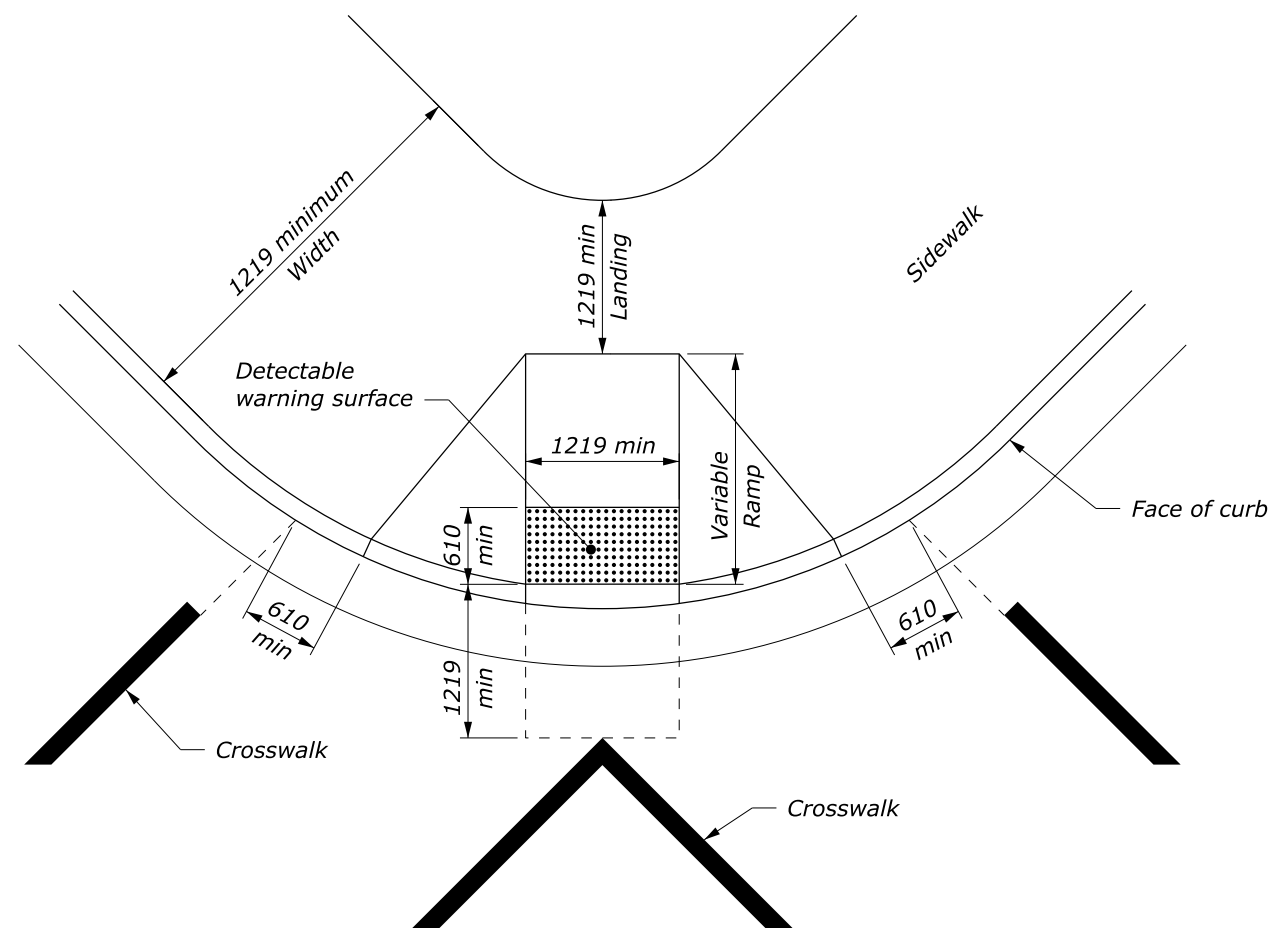 1219 minimum
Width
1219 min
Landing
Sidewalk
Detectable
warning surface
1219 min
Variable
Ramp
Face of curb
610
min
610
min
610
min
1219
min
Crosswalk
Crosswalk